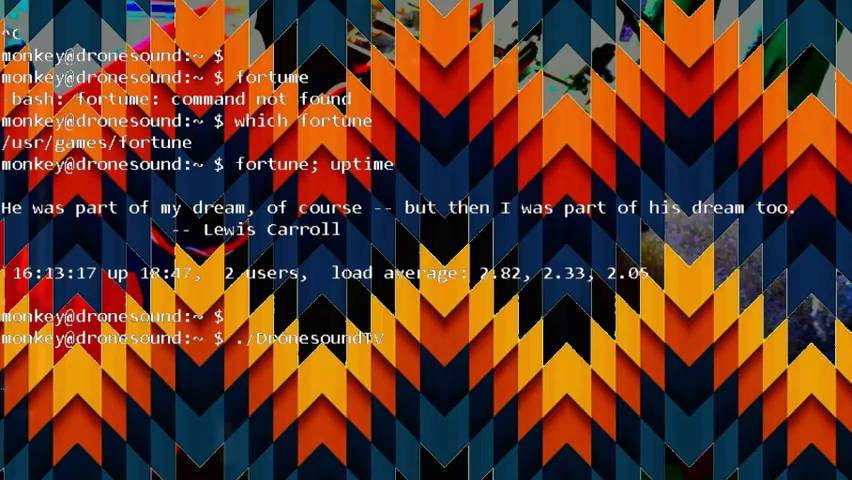 ^C
monkey@dronesound:~ $
monkey@dronesound:~ $ fortume
-bash: fortume: command not found
monkey@dronesound:~ $ which fortune
/usr/games/fortune
monkey@dronesound:~ $ fortune; uptime
He was part of my dream, of course -- but then I was part of his dream too.
-- Lewis Carroll
16:13:17 up 18:47, 2 users, load average: 2.82, 2.33, 2.05
monkey@dronesound:~ $
monkey@dronesound:~ $ ./DronesoundTV